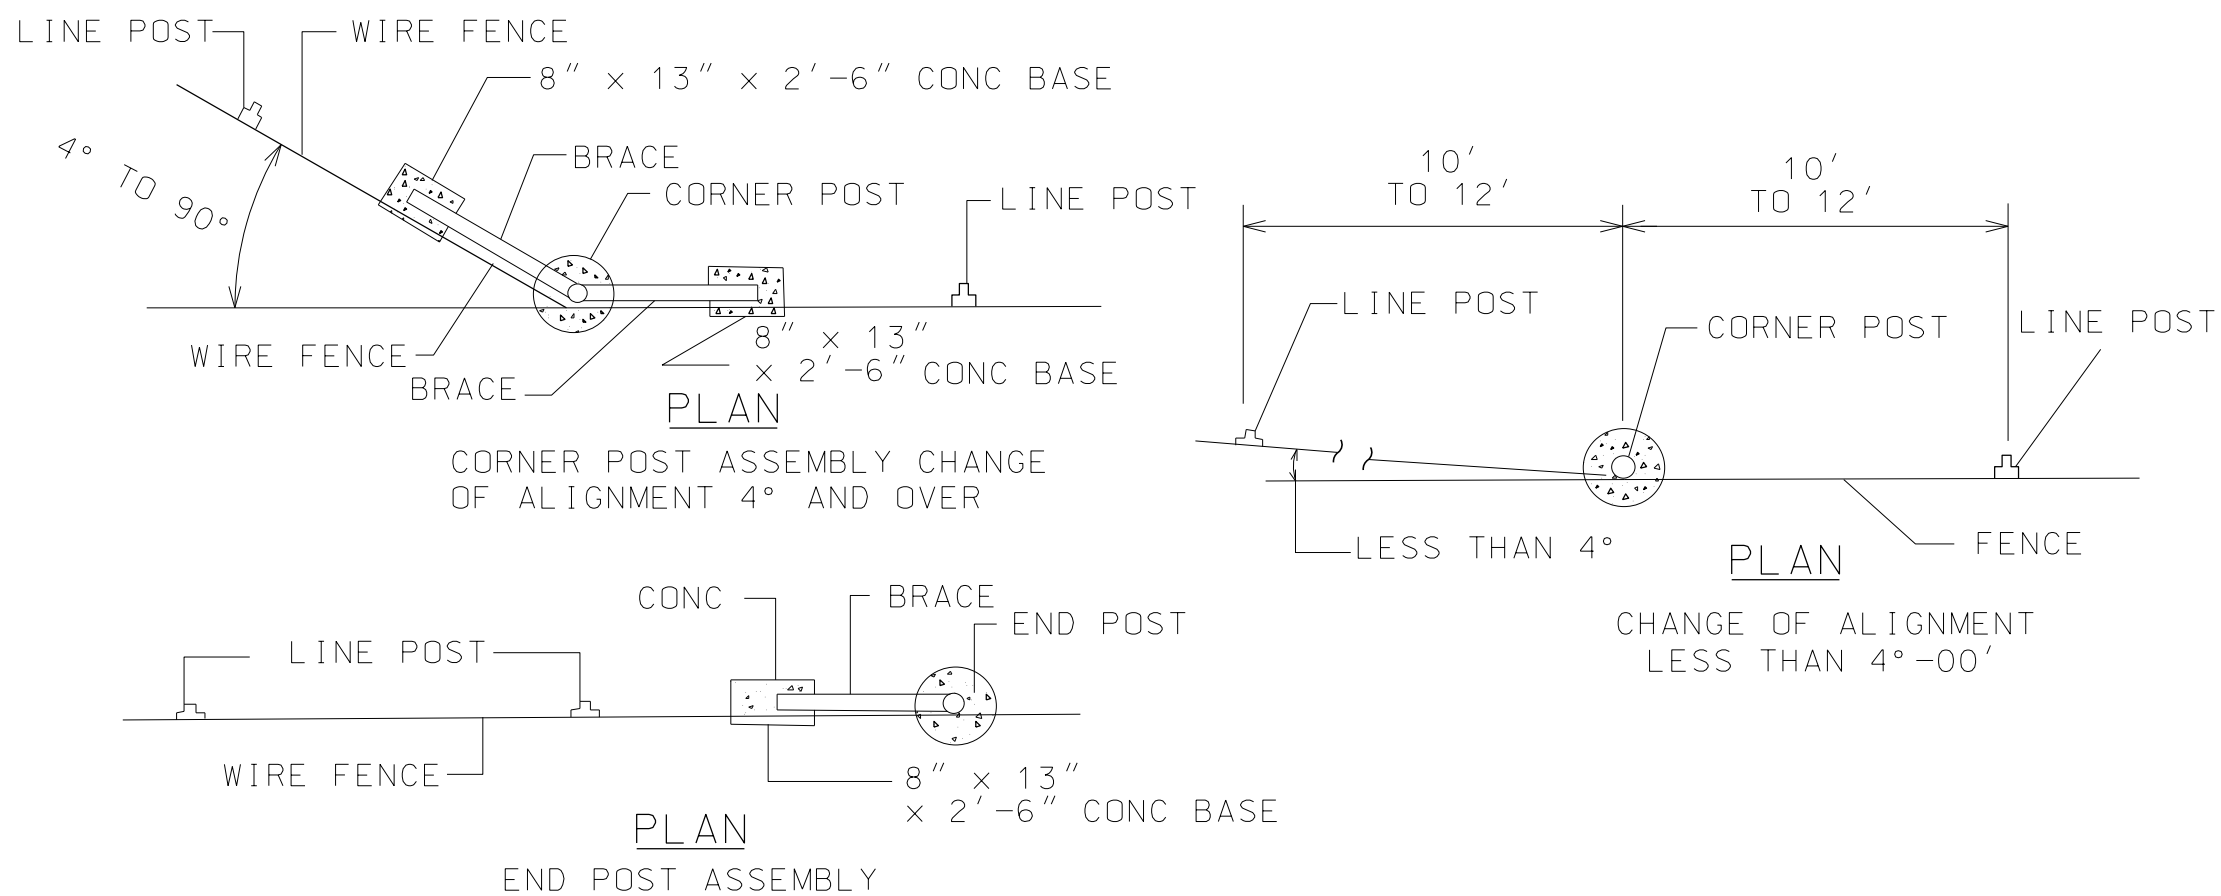 LINE POST
WIRE FENCE
8" x 13" x 2'-6" CONC BASE
4° TO 90°
BRACE
CORNER POST
LINE POST
WIRE FENCE
BRACE
8" x 13"
x 2'-6" CONC BASE
PLAN
CORNER POST ASSEMBLY CHANGE
OF ALIGNMENT 4° AND OVER
10'
TO 12'
10'
TO 12'
LINE POST
CORNER POST
LINE POST
LESS THAN 4°
FENCE
PLAN
CHANGE OF ALIGNMENT
LESS THAN 4°-00'
CONC
BRACE
END POST
LINE POST
WIRE FENCE
8" x 13"
x 2'-6" CONC BASE
PLAN
END POST ASSEMBLY